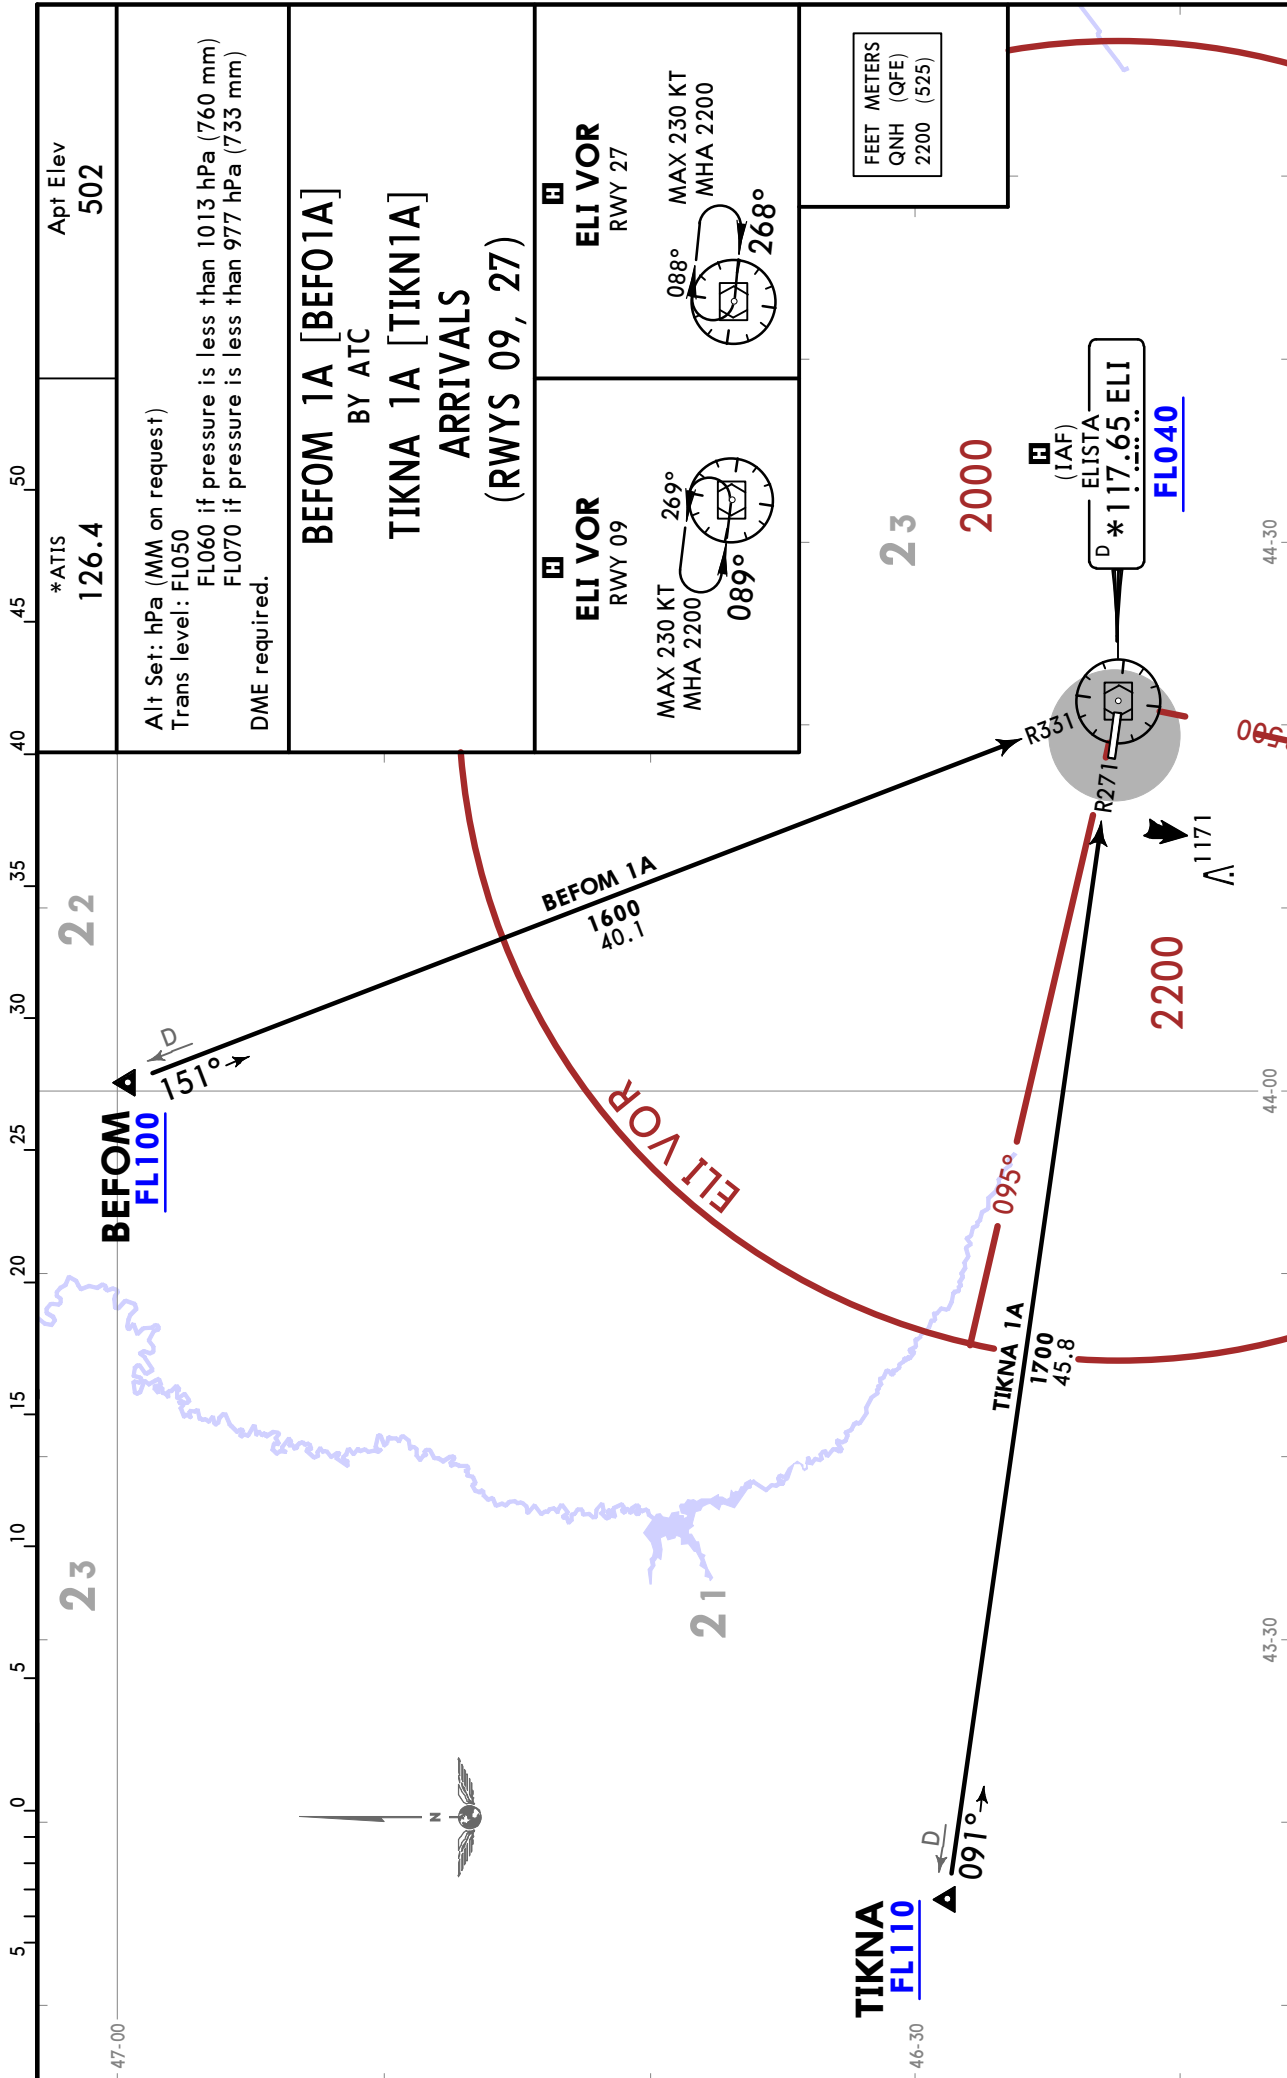 *ATIS
126.4
Apt Elev
502
Alt Set: hPa (MM on request)
Trans level: FL050
FL060 if pressure is less than 1013 hPa (760 mm)
FL070 if pressure is less than 977 hPa (733 mm)
DME required.
BEFOM 1A [BEFO1A]
BY ATC
TIKNA 1A [TIKN1A]
ARRIVALS
(RWYS 09, 27)
H
ELI VOR
RWY 09
MAX 230 KT
MHA 2200
269°
089°
H
ELI VOR
RWY 27
MAX 230 KT
MHA 2200
088°
268°
FEET METERS
QNH (QFE)
2200 (525)
5
0
5
10
15
20
25
30
35
40
45
50
47-00
46-30
43-30
44-00
44-30
23
22
21
23
BEFOM
FL100
D
151°
BEFOM 1A
1600
40.1
R331
ELI VOR
N
TIKNA
FL110
D
091°
TIKNA 1A
1700
45.8
095°
R271
2200
2000
1171
H
(IAF)
ELISTA
D
*117.65 ELI
FL040